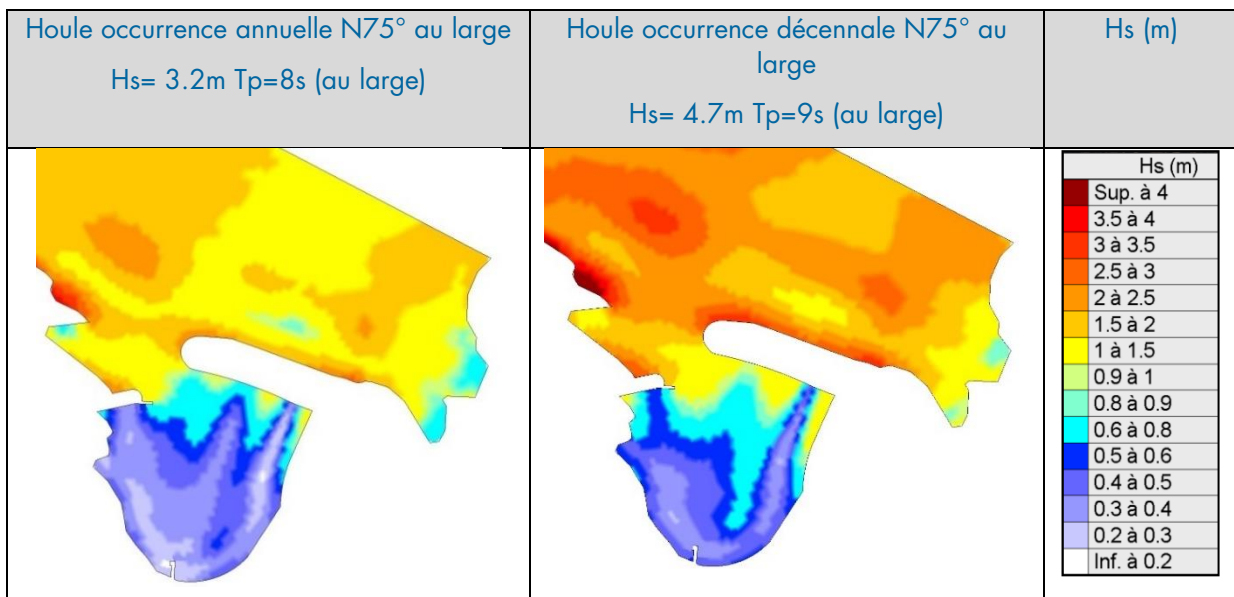 Houle occurrence annuelle N75° au large
Hs= 3.2m Tp=8s (au large)
Houle occurrence décennale N75° au
large
Hs= 4.7m Tp=9s (au large)
Hs (m)
Hs (m)
Sup. à 4
3.5 à 4
3 à 3.5
2.5 à 3
2 à 2.5
1.5 à 2
1 à 1.5
0.9 à 1
0.8 à 0.9
0.6 à 0.8
0.5 à 0.6
0.4 à 0.5
0.3 à 0.4
0.2 à 0.3
Inf. à 0.2